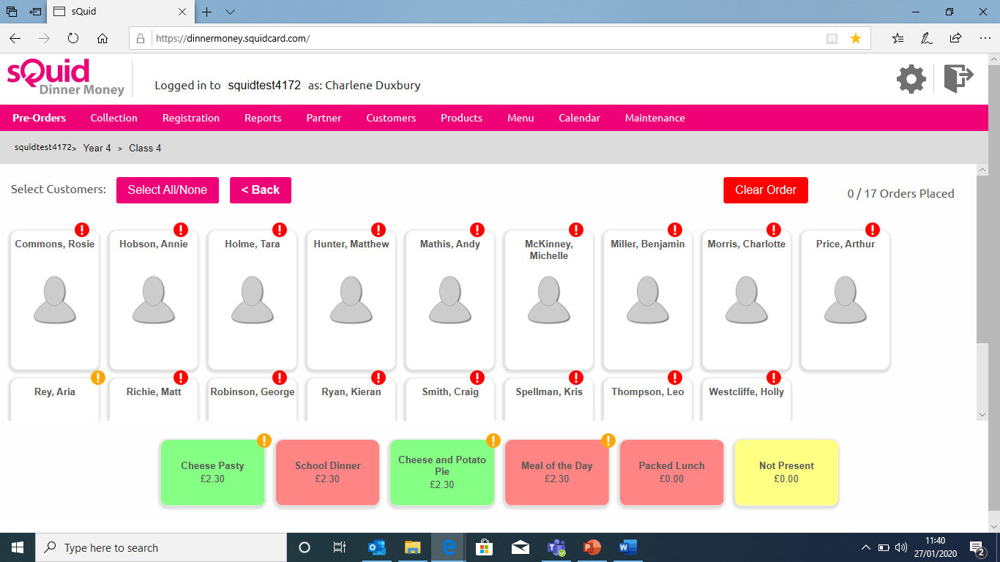 sQuid
https://dinnermoney.squidcard.com/
sQuid
Dinner Money
Logged in to squidtest4172 as: Charlene Duxbury
Pre-Orders Collection Registration Reports Partner Customers Products Menu Calendar Maintenance
squidtest4172> Year 4 > Class 4
Select Customers: Select All/None < Back Clear Order 0 / 17 Orders Placed
Commons, Rosie
Hobson, Annie
Holme, Tara
Hunter, Matthew
Mathis, Andy
McKinney,
Michelle
Miller, Benjamin
Morris, Charlotte
Price, Arthur
Rey, Aria
Richie, Matt
Robinson, George
Ryan, Kieran
Smith, Craig
Spellman, Kris
Thompson, Leo
Westcliffe, Holly
Cheese Pasty
£2.30
School Dinner
£2.30
Cheese and Potato
Pie
£2.30
Meal of the Day
£2.30
Packed Lunch
£0.00
Not Present
£0.00
Type here to search
11:40
27/01/2020
2